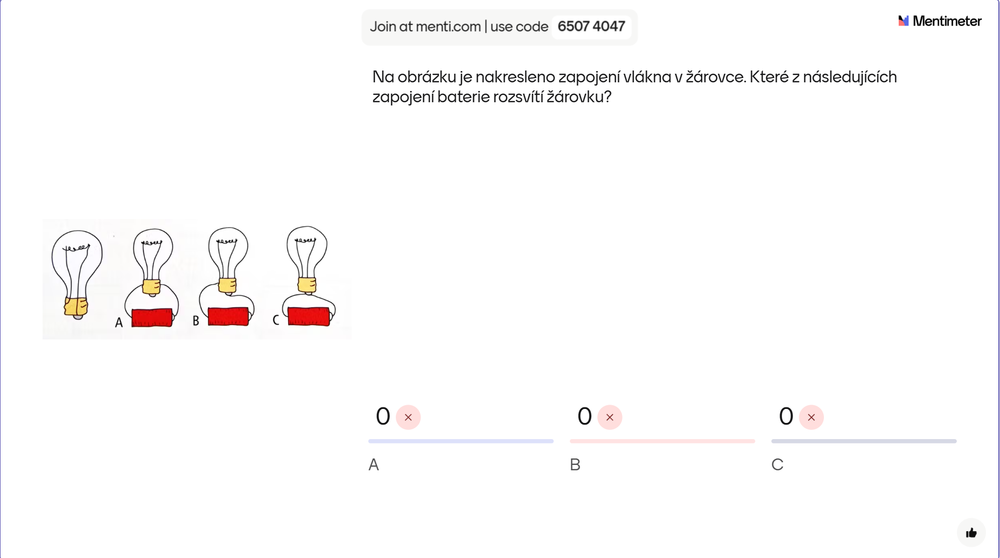 Join at menti.com | use code 6507 4047
Mentimeter
Na obrázku je nakresleno zapojení vlákna v žárovce. Které z následujících
zapojení baterie rozsvítí žárovku?
A
B
C
0
0
0
A
B
C